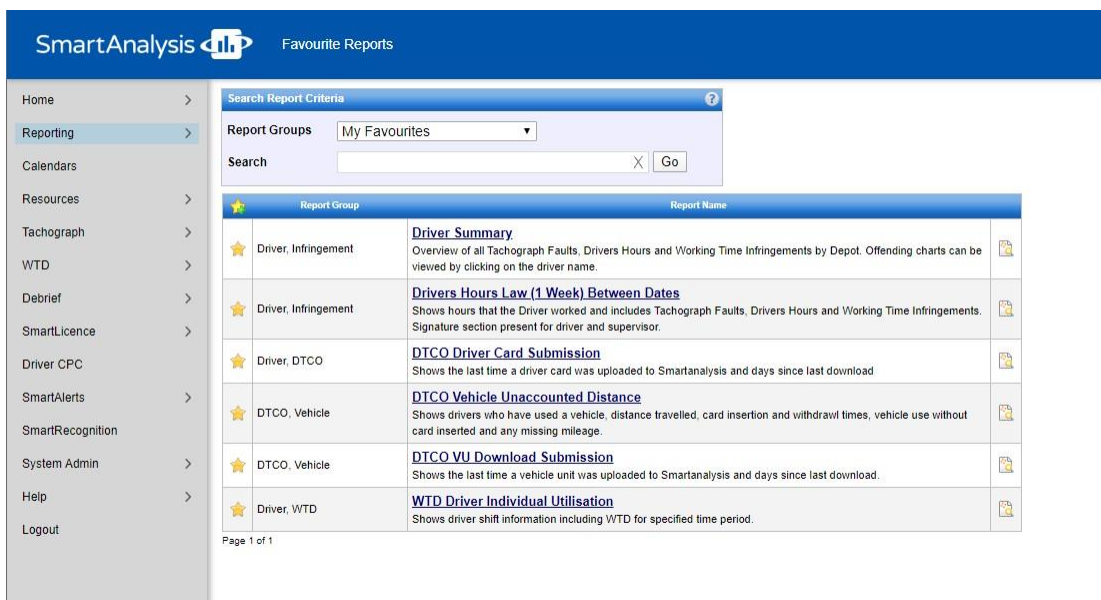 SmartAnalysis
Favourite Reports
Home
Reporting
Calendars
Resources
Tachograph
WTD
Debrief
SmartLicence
Driver CPC
SmartAlerts
SmartRecognition
System Admin
Help
Logout
Search Report Criteria
?
Report Groups My Favourites
Search X Go
Report Group Report Name
Driver, Infringement
Driver Summary
Overview of all Tachograph Faults, Drivers Hours and Working Time Infringements by Depot. Offending charts can be
viewed by clicking on the driver name.
Driver, Infringement
Drivers Hours Law (1 Week) Between Dates
Shows hours that the Driver worked and includes Tachograph Faults, Drivers Hours and Working Time Infringements.
Signature section present for driver and supervisor.
Driver, DTCO
DTCO Driver Card Submission
Shows the last time a driver card was uploaded to Smartanalysis and days since last download
DTCO, Vehicle
DTCO Vehicle Unaccounted Distance
Shows drivers who have used a vehicle, distance travelled, card insertion and withdrawl times, vehicle use without
card inserted and any missing mileage.
DTCO, Vehicle
DTCO VU Download Submission
Shows the last time a vehicle unit was uploaded to Smartanalysis and days since last download.
Driver, WTD
WTD Driver Individual Utilisation
Shows driver shift information including WTD for specified time period.
Page 1 of 1